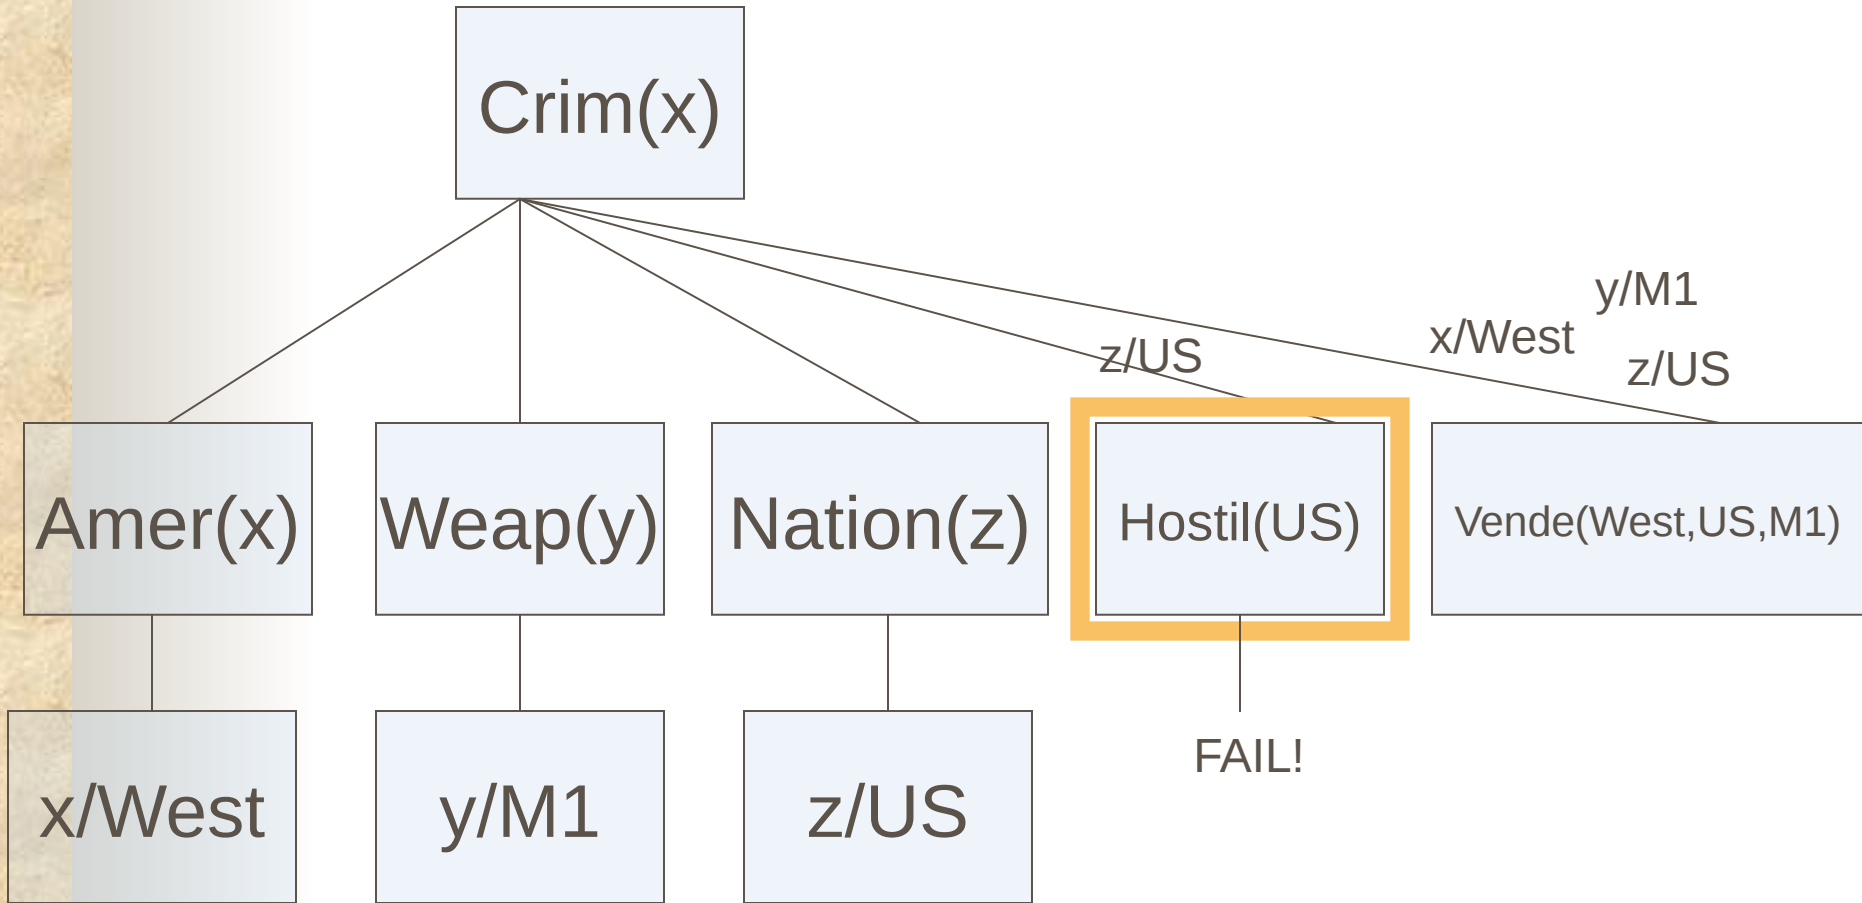 Crim(x)
y/M1
x/West
z/US
z/US
Amer(x)
Weap(y)
Nation(z)
Hostil(US)
Vende(West,US,M1)
FAIL!
x/West
y/M1
z/US